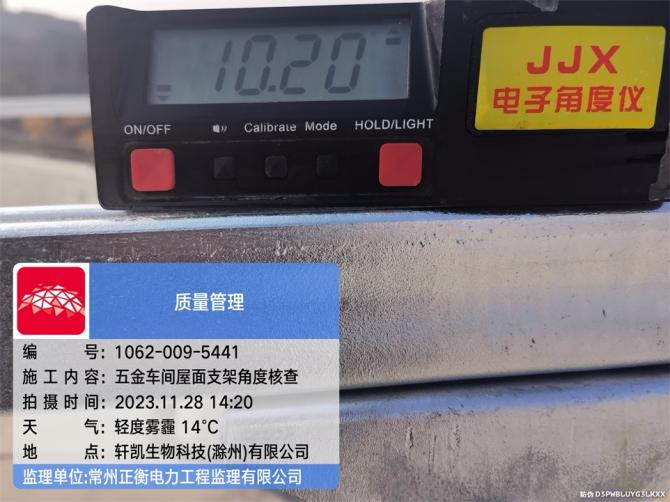 10.20
JJX
电子角度仪
ON/OFF
Calibrate Mode
HOLD/LIGHT
质量管理
编 号：1062-009-5441
施工内容：五金车间屋面支架角度核查
拍摄时间：2023.11.28 14:20
天 气：轻度雾霾 14°C
地 点：轩凯生物科技(滁州)有限公司
监理单位:常州正衡电力工程监理有限公司
防伪 D3PWBLUYG3LKXX